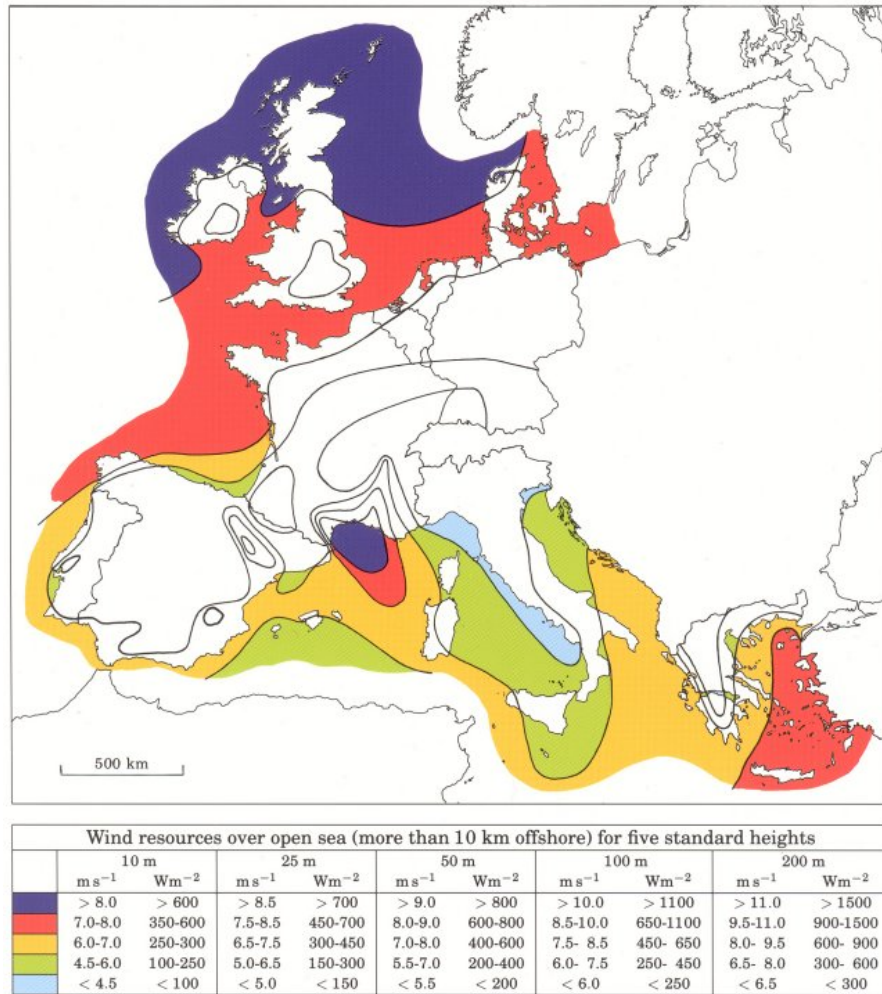 500 km
Wind resources over open sea (more than 10 km offshore) for five standard heights
10 m 25 m 50 m 100 m 200 m
m s⁻¹ Wm⁻² m s⁻¹ Wm⁻² m s⁻¹ Wm⁻² m s⁻¹ Wm⁻² m s⁻¹ Wm⁻²
> 8.0 > 600 > 8.5 > 700 > 9.0 > 800 > 10.0 > 1100 > 11.0 > 1500
7.0-8.0 350-600 7.5-8.5 450-700 8.0-9.0 600-800 8.5-10.0 650-1100 9.5-11.0 900-1500
6.0-7.0 250-300 6.5-7.5 300-450 7.0-8.0 400-600 7.5- 8.5 450- 650 8.0- 9.5 600- 900
4.5-6.0 100-250 5.0-6.5 150-300 5.5-7.0 200-400 6.0- 7.5 250- 450 6.5- 8.0 300- 600
< 4.5 < 100 < 5.0 < 150 < 5.5 < 200 < 6.0 < 250 < 6.5 < 300